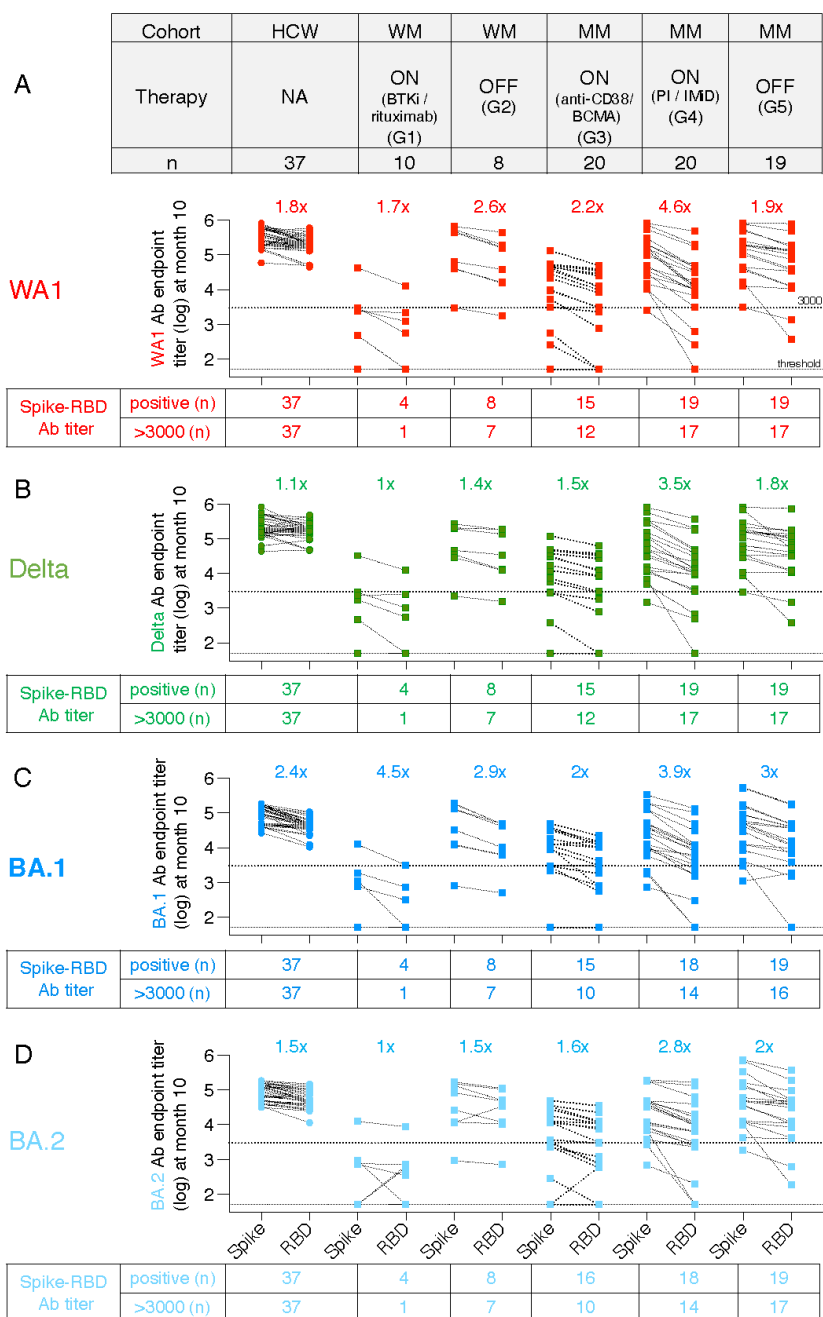 Cohort HCW WM WM MM MM MM
A
Therapy NA ON (BTKi / rituximab) (G1) OFF (G2) ON (anti-CD38/ BCMA) (G3) ON (PI / IMiD) (G4) OFF (G5)
n 37 10 8 20 20 19
1.8x 1.7x 2.6x 2.2x 4.6x 1.9x
WA1
WA1 Ab endpoint
titer (log) at month 10
6
5
4
3
2
3000
threshold
Spike-RBD
Ab titer
positive (n) 37 4 8 15 19 19
>3000 (n) 37 1 7 12 17 17
B
1.1x 1x 1.4x 1.5x 3.5x 1.8x
Delta
Delta Ab endpoint
titer (log) at month 10
6
5
4
3
2
Spike-RBD
Ab titer
positive (n) 37 4 8 15 19 19
>3000 (n) 37 1 7 12 17 17
C
2.4x 4.5x 2.9x 2x 3.9x 3x
BA.1
BA.1 Ab endpoint titer
(log) at month 10
6
5
4
3
2
Spike-RBD
Ab titer
positive (n) 37 4 8 15 18 19
>3000 (n) 37 1 7 10 14 16
D
1.5x 1x 1.5x 1.6x 2.8x 2x
BA.2
BA.2 Ab endpoint titer
(log) at month 10
6
5
4
3
2
Spike RBD Spike RBD Spike RBD Spike RBD Spike RBD Spike RBD
Spike-RBD
Ab titer
positive (n) 37 4 8 16 18 19
>3000 (n) 37 1 7 10 14 17